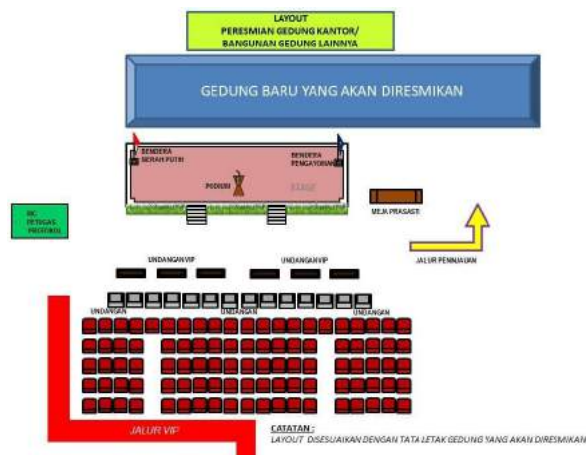 LAYOUT
PERESMIAN GEDUNG KANTOR/
BANGUNAN GEDUNG LAINNYA
GEDUNG BARU YANG AKAN DIRESMIKAN
BENDERA
MERAH PUTIH
BENDERA
PENGAYOMAN
PODIUM
STAGE
MC
PETUGAS
PROTOKOL
MEJA PRASASTI
JALUR PENINJAUAN
UNDANGAN VIP
UNDANGAN VIP
UNDANGAN
UNDANGAN
UNDANGAN
JALUR VIP
CATATAN :
LAYOUT DISESUAIKAN DENGAN TATA LETAK GEDUNG YANG AKAN DIRESMIKAN